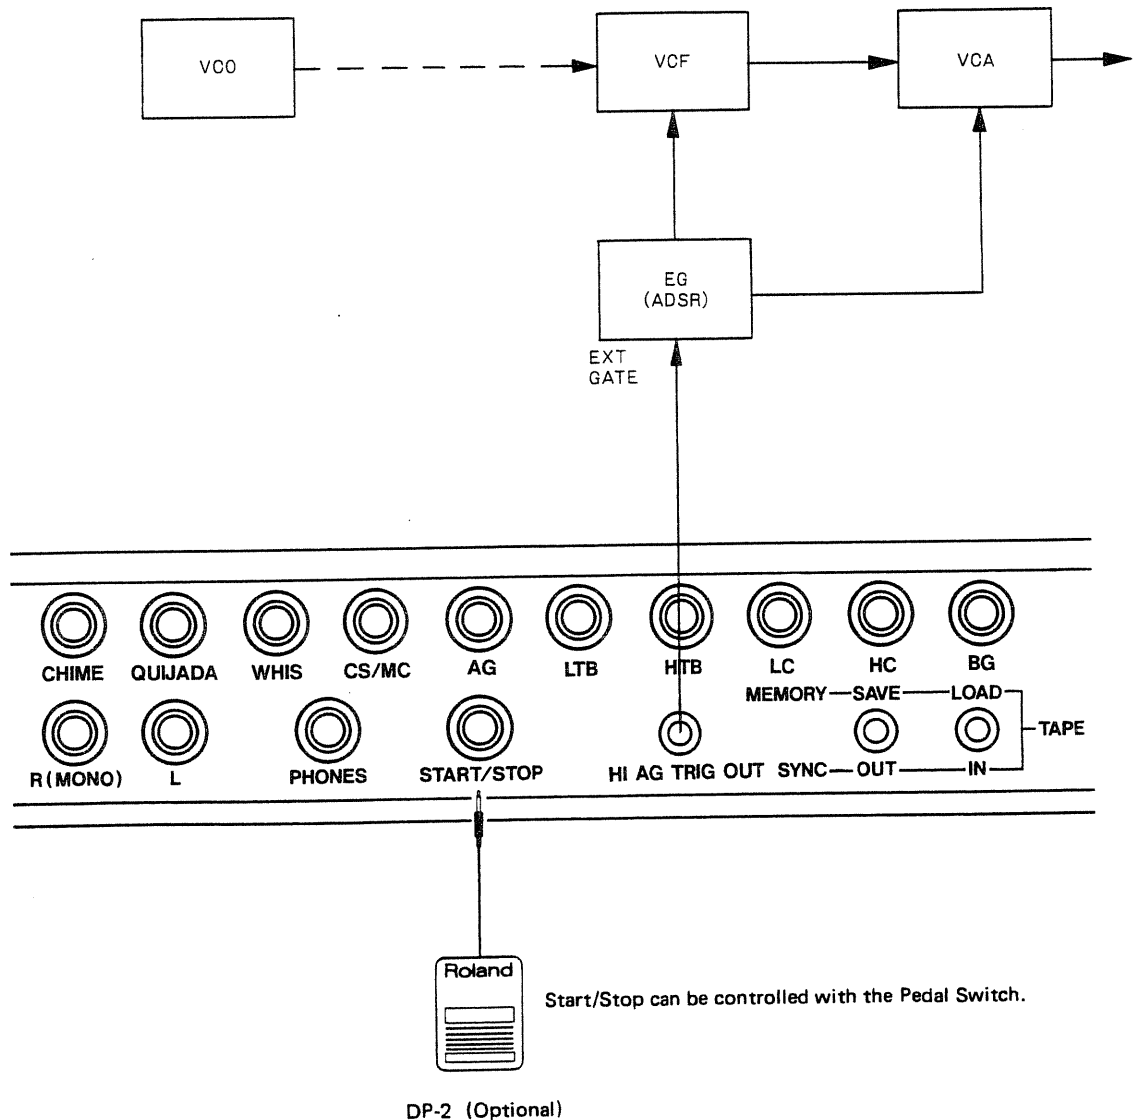 VCO
VCF
VCA
EG
(ADSR)
EXT
GATE
CHIME QUIJADA WHIS CS/MC AG LTB HTB LC HC BG
MEMORY SAVE LOAD
TAPE
R(MONO) L PHONES START/STOP HI AG TRIG OUT SYNC OUT IN
Roland
Start/Stop can be controlled with the Pedal Switch.
DP-2 (Optional)